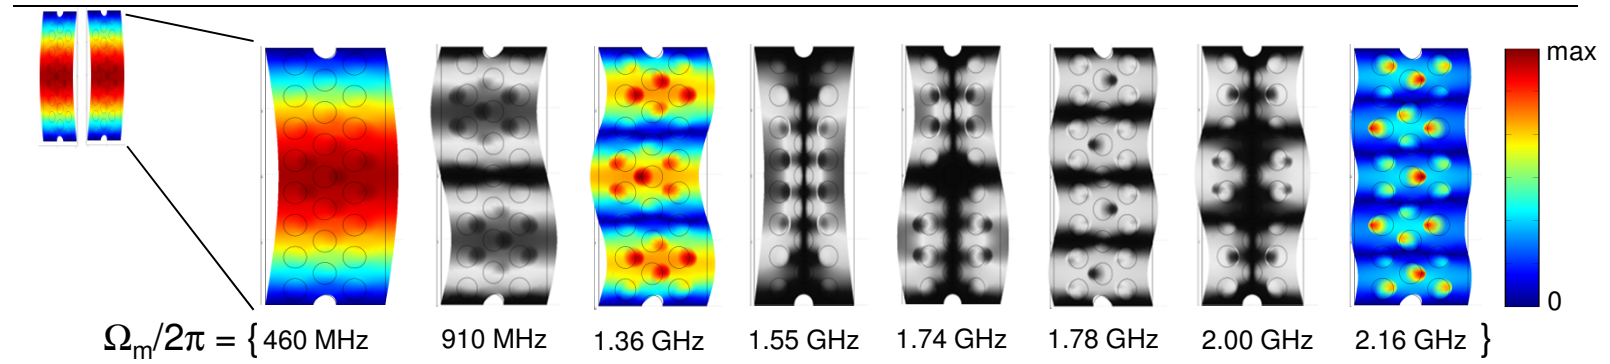 max
0
Ωm/2π = { 460 MHz 910 MHz 1.36 GHz 1.55 GHz 1.74 GHz 1.78 GHz 2.00 GHz 2.16 GHz }